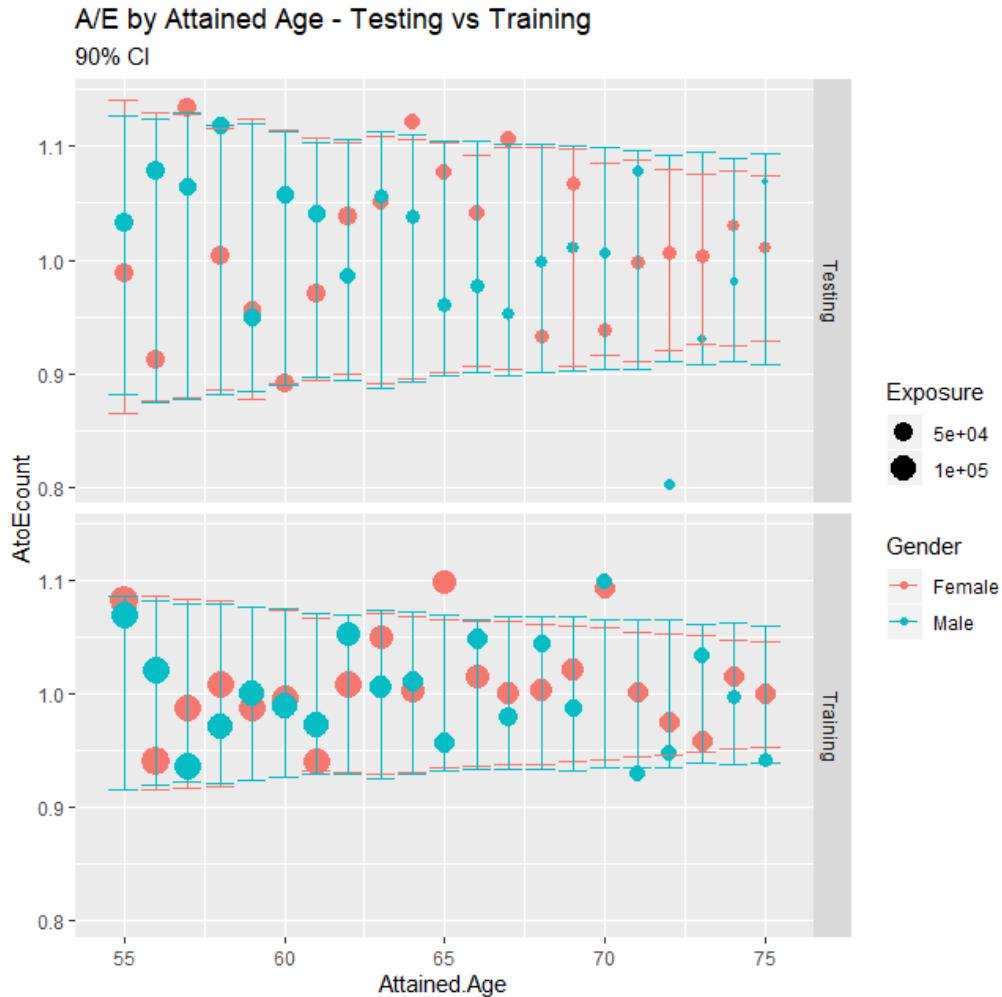 A/E by Attained Age - Testing vs Training
90% CI
1.1
1.0
0.9
0.8
Testing
1.1
1.0
0.9
0.8
Training
AtoEcount
55 60 65 70 75
Attained.Age
Exposure
5e+04
1e+05
Gender
Female
Male